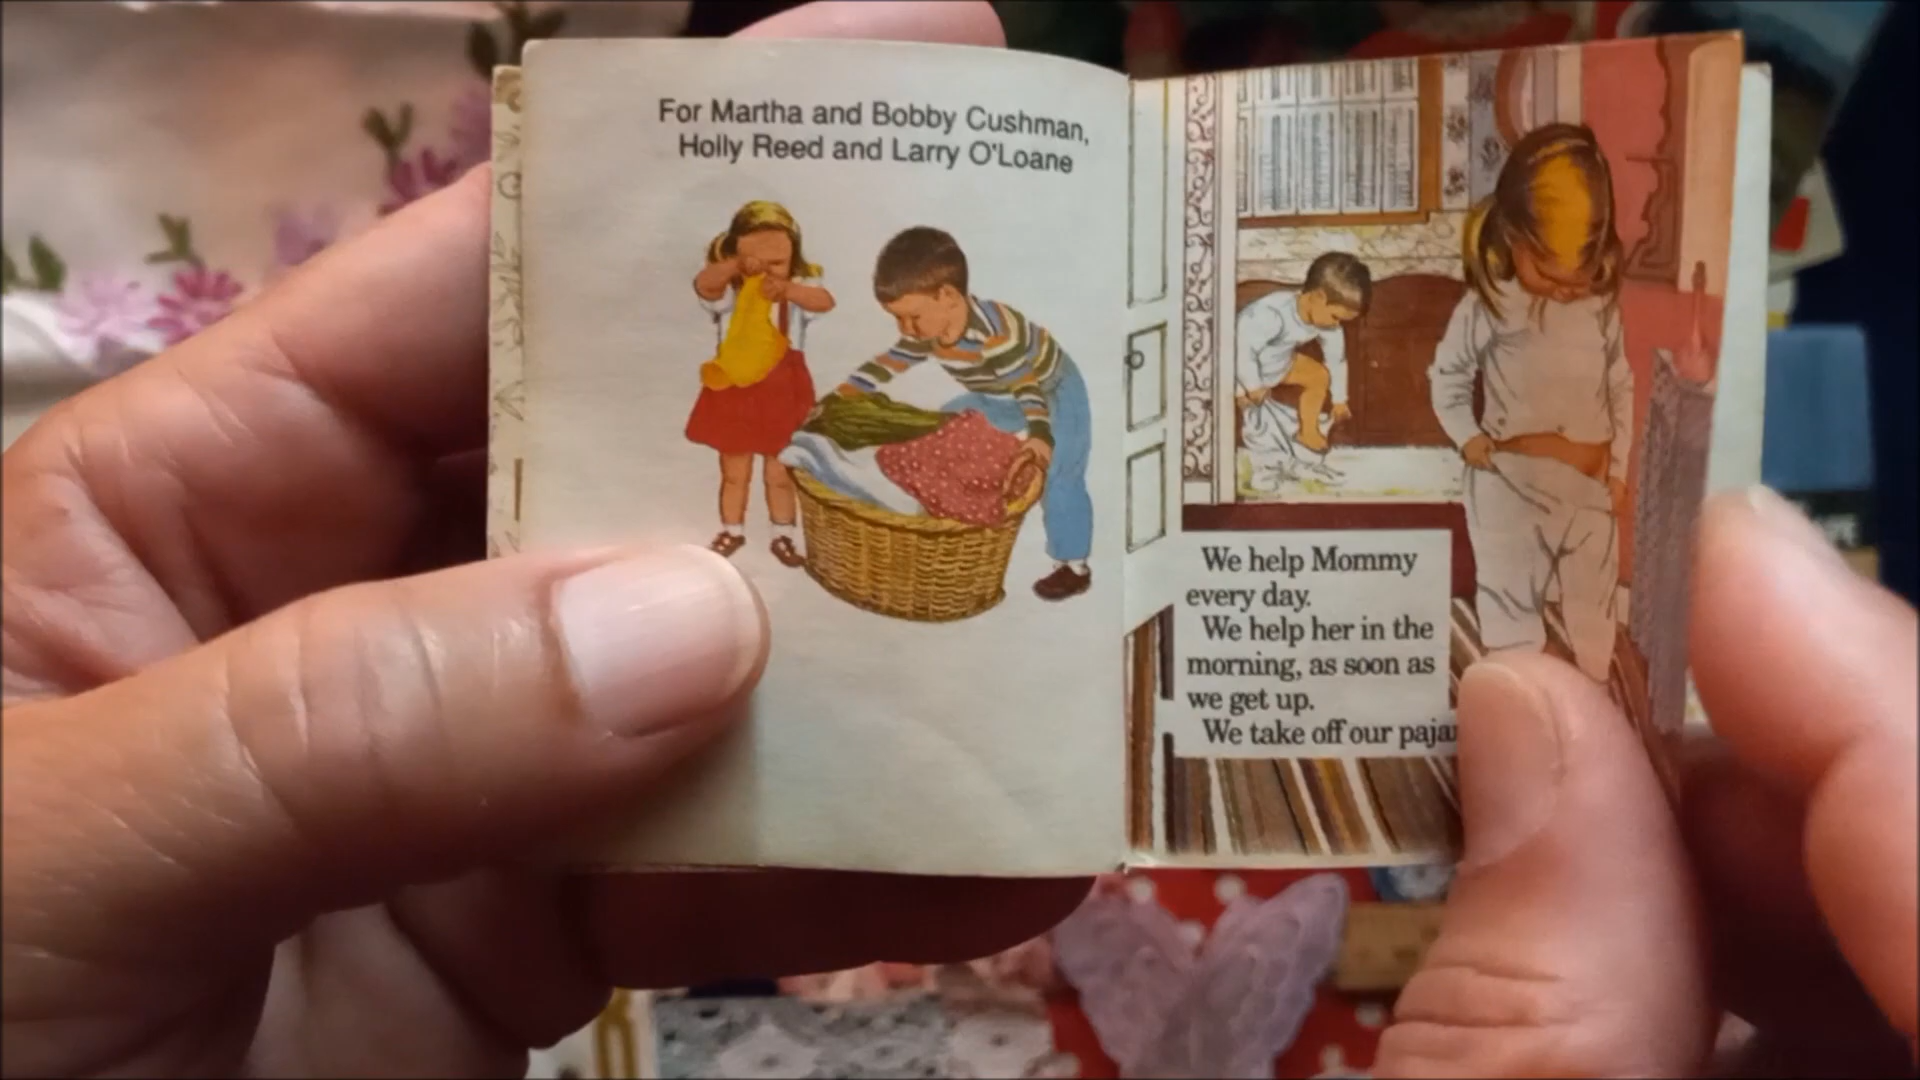 For Martha and Bobby Cushman,
Holly Reed and Larry O'Loane
We help Mommy
every day.
We help her in the
morning, as soon as
we get up.
We take off our